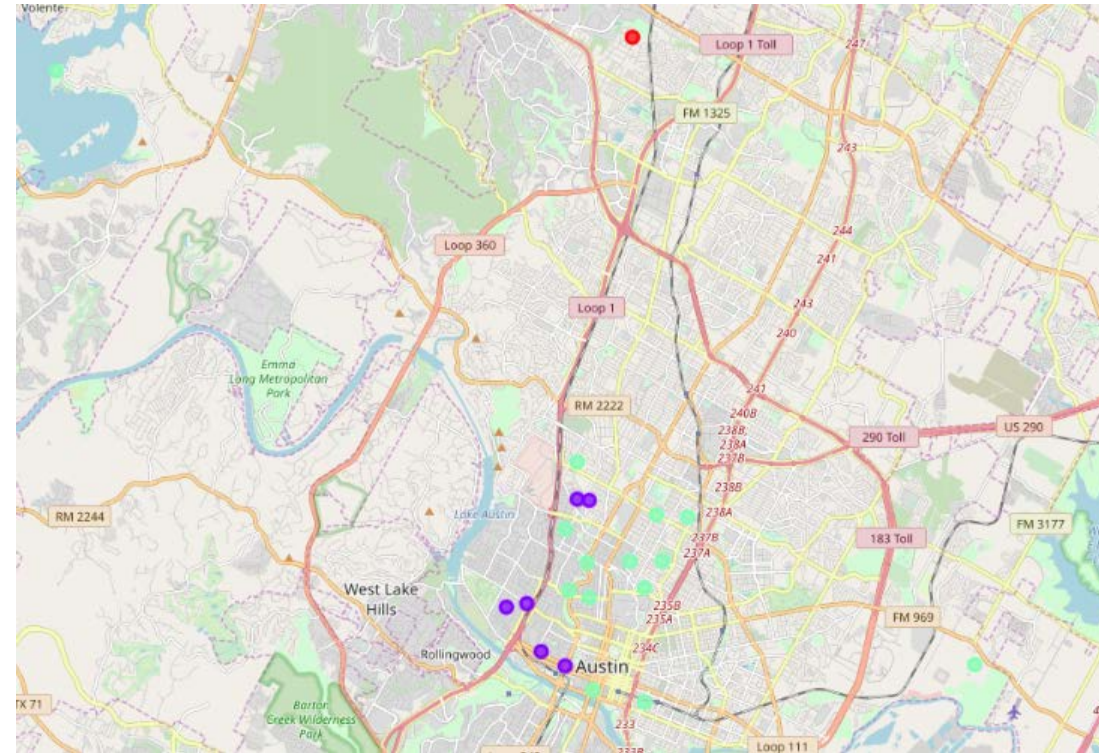 Volente
Loop 1 Toll
247
FM 1325
243
244
Loop 360
241
243
Loop 1
240
Emma
Long Metropolitan
Park
241
RM 2222
240B
238B,
238A
237B
US 290
290 Toll
238B
RM 2244
Lake Austin
238A
FM 3177
237B
237A
183 Toll
West Lake
Hills
235B
235A
FM 969
Rollingwood
234C
Austin
TX 71
Barton
Creek Wilderness
Park
233
Loop 111